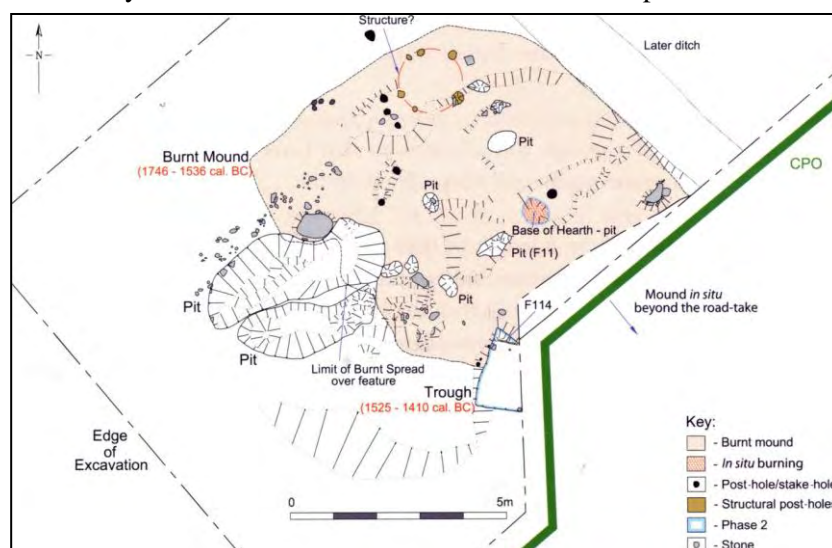 Structure?
Later ditch
N
Burnt Mound
(1746 - 1536 cal. BC)
Pit
CPO
Pit
Base of Hearth - pit
Pit (F11)
Pit
Pit
Mound in situ
beyond the road-take
F114
Pit
Limit of Burnt Spread
over feature
Trough
(1525 - 1410 cal. BC)
Edge
of
Excavation
0
5m
Key:
- Burnt mound
- In situ burning
- Post-hole/stake-hole
- Structural post-holes
- Phase 2
- Stone